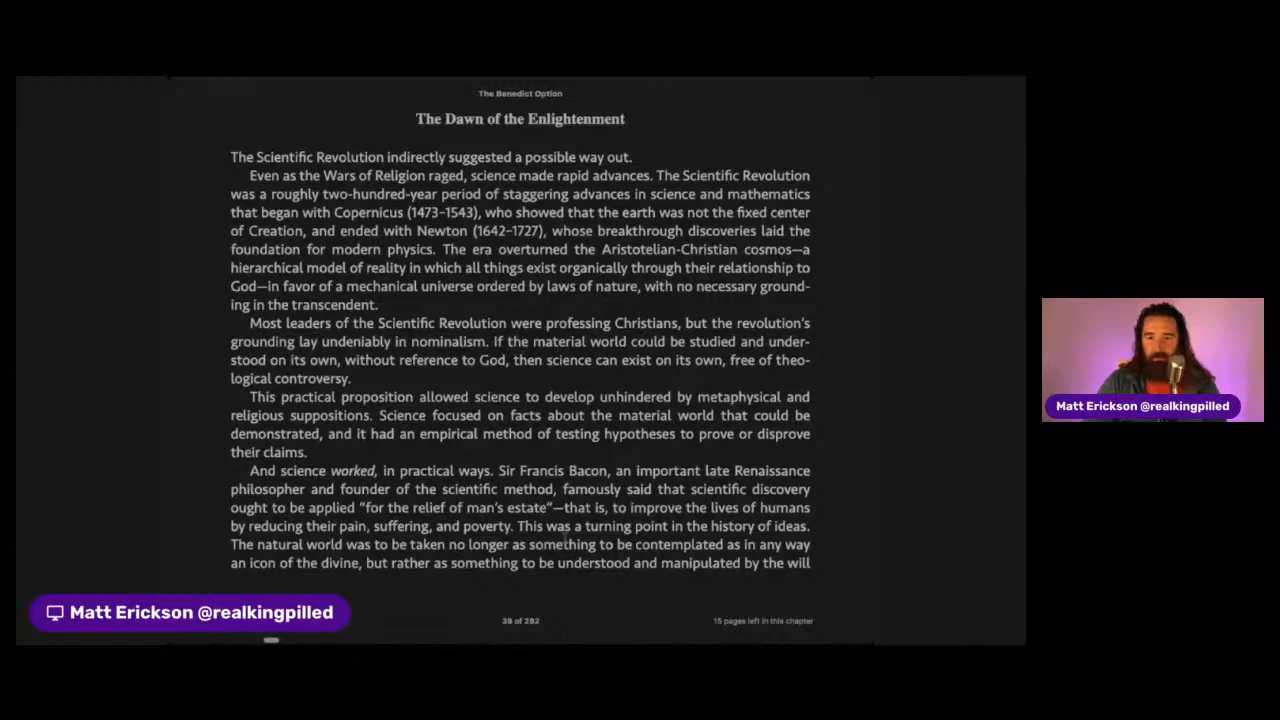 The Benedict Option
The Dawn of the Enlightenment
The Scientific Revolution indirectly suggested a possible way out.
Even as the Wars of Religion raged, science made rapid advances. The Scientific Revolution
was a roughly two-hundred-year period of staggering advances in science and mathematics
that began with Copernicus (1473–1543), who showed that the earth was not the fixed center
of Creation, and ended with Newton (1642–1727), whose breakthrough discoveries laid the
foundation for modern physics. The era overturned the Aristotelian-Christian cosmos—a
hierarchical model of reality in which all things exist organically through their relationship to
God—in favor of a mechanical universe ordered by laws of nature, with no necessary ground-
ing in the transcendent.
Most leaders of the Scientific Revolution were professing Christians, but the revolution's
grounding lay undeniably in nominalism. If the material world could be studied and under-
stood on its own, without reference to God, then science can exist on its own, free of theo-
logical controversy.
This practical proposition allowed science to develop unhindered by metaphysical and
religious suppositions. Science focused on facts about the material world that could be
demonstrated, and it had an empirical method of testing hypotheses to prove or disprove
their claims.
And science worked, in practical ways. Sir Francis Bacon, an important late Renaissance
philosopher and founder of the scientific method, famously said that scientific discovery
ought to be applied "for the relief of man's estate"—that is, to improve the lives of humans
by reducing their pain, suffering, and poverty. This was a turning point in the history of ideas.
The natural world was to be taken no longer as something to be contemplated as in any way
an icon of the divine, but rather as something to be understood and manipulated by the will
39 of 282
15 pages left in this chapter
Matt Erickson @realkingpilled
Matt Erickson @realkingpilled